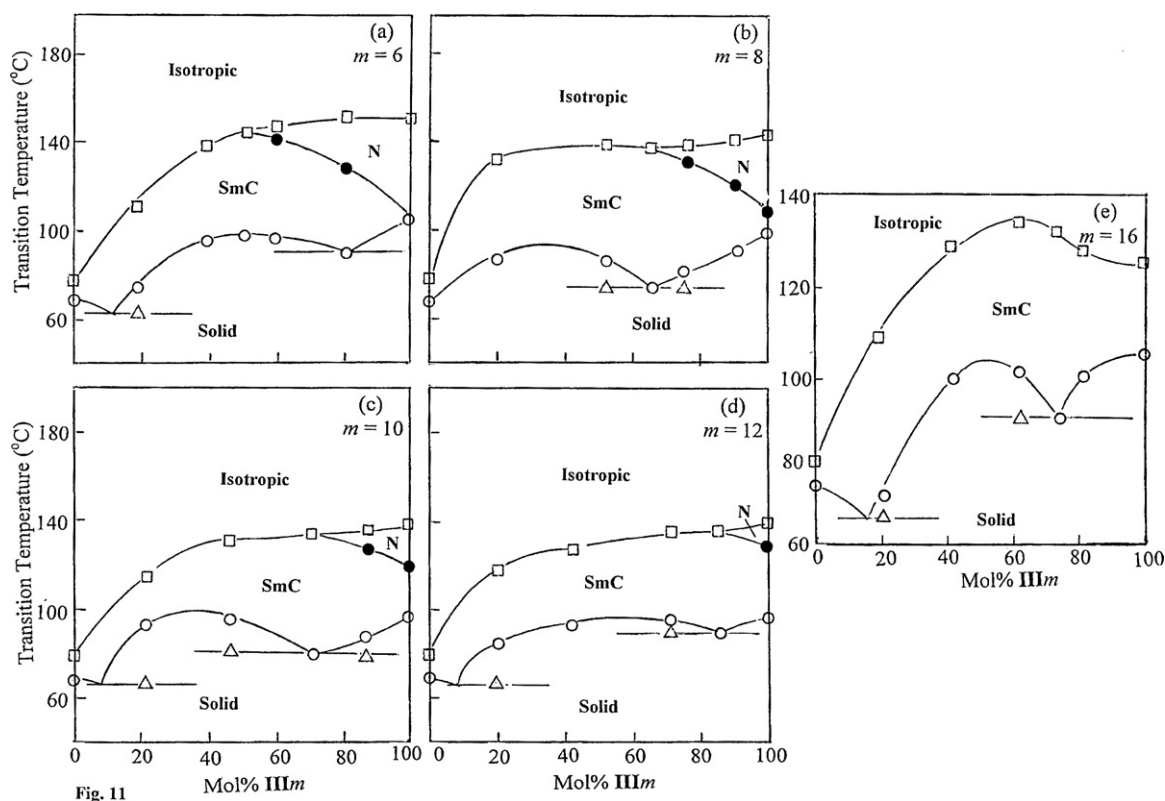 (a)
m = 6
180
Isotropic
140
N
SmC
100
60
Solid
Transition Temperature (°C)
(b)
m = 8
Isotropic
N
SmC
Solid
(c)
m = 10
180
Isotropic
140
N
SmC
100
60
Solid
0 20 40 60 80 100
Mol% IIIm
Transition Temperature (°C)
(d)
m = 12
Isotropic
N
SmC
Solid
0 20 40 60 80 100
Mol% IIIm
140
(e)
m = 16
Isotropic
120
SmC
100
80
Solid
60
0 20 40 60 80 100
Mol% IIIm
Fig. 11